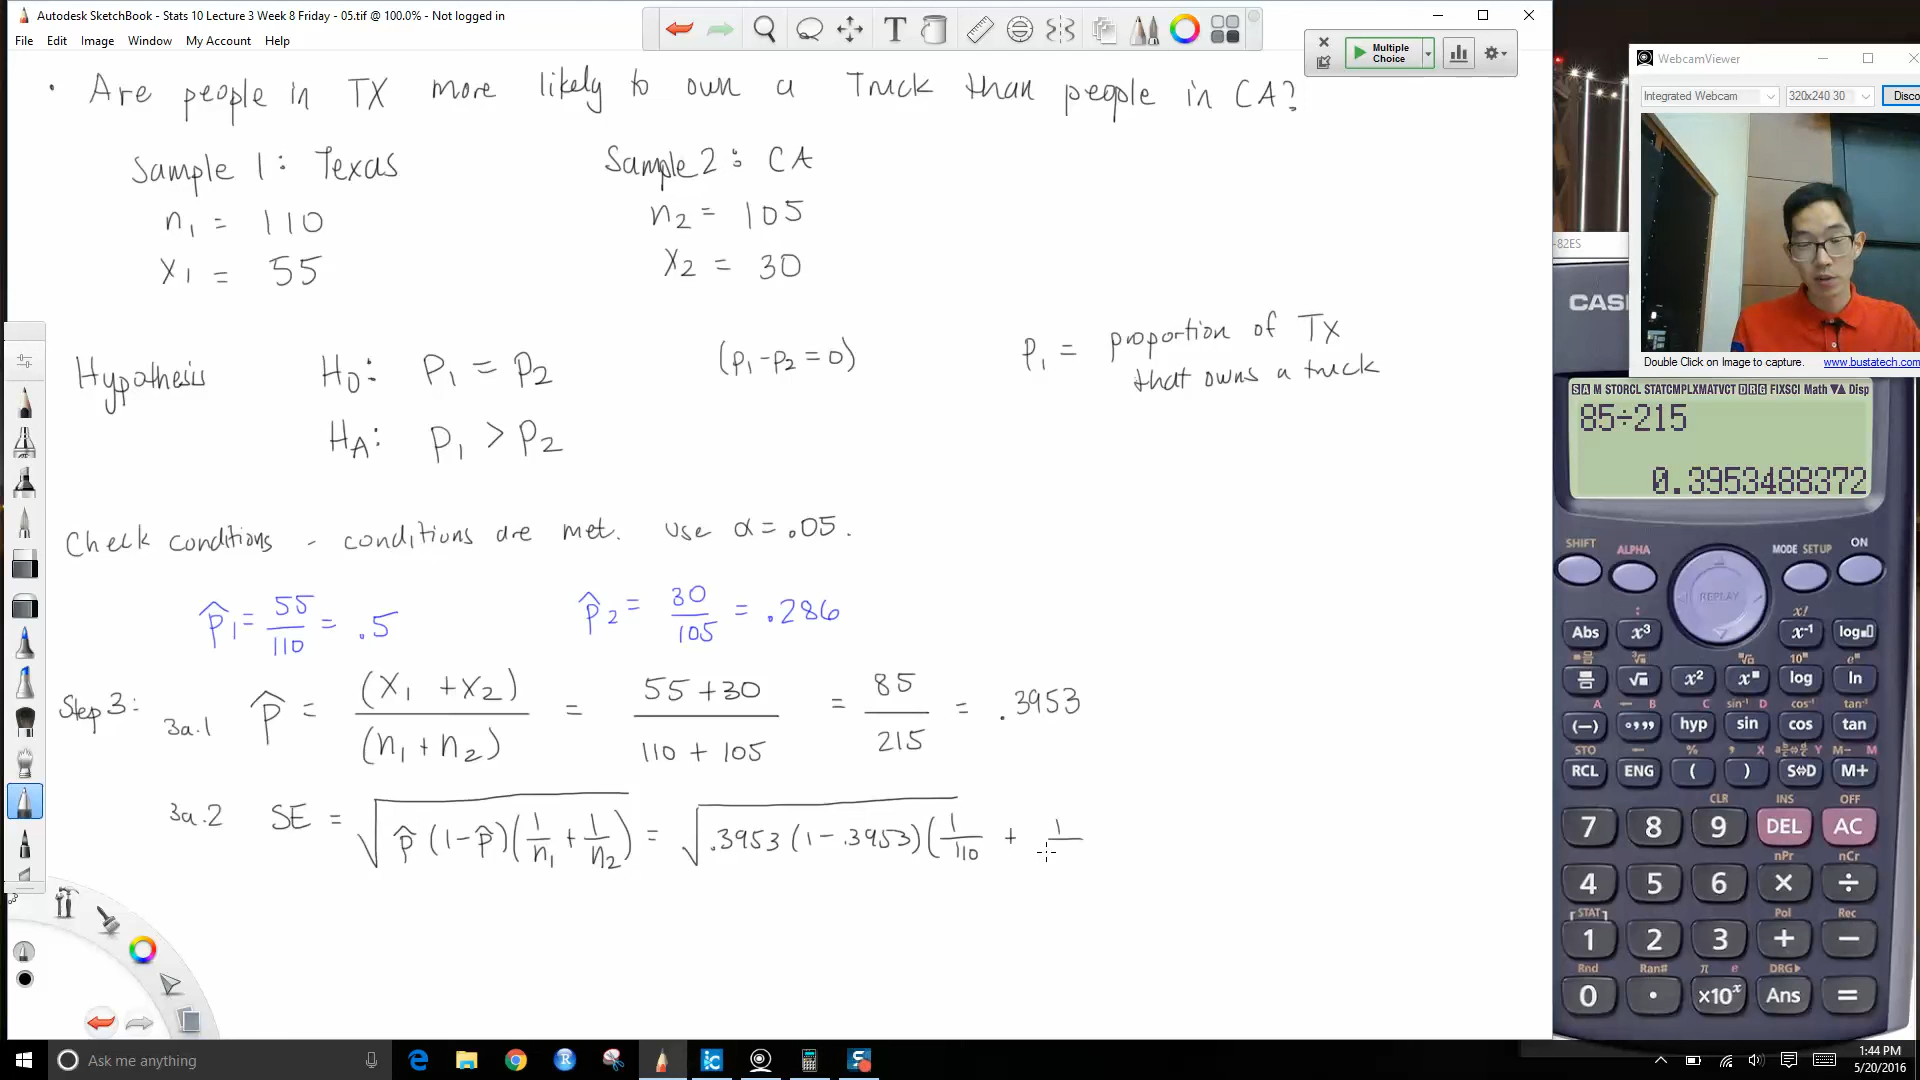 Autodesk SketchBook - Stats 10 Lecture 3 Week 8 Friday - 05.tif @ 100.0% - Not logged in
File Edit Image Window My Account Help
Multiple Choice
WebcamViewer
Integrated Webcam 320x240 30 Disco
Double Click on Image to capture. www.bustatech.com
• Are people in TX more likely to own a Truck than people in CA?
Sample 1: Texas
n₁ = 110
X₁ = 55
Sample 2: CA
n₂ = 105
X₂ = 30
Hypothesis H₀: P₁ = P₂ (p₁-p₂ = 0)
H_A: P₁ > P₂
p₁ = proportion of TX
that owns a truck
Check conditions - conditions are met. use α = .05.
p̂₁ = 55/110 = .5
p̂₂ = 30/105 = .286
Step 3: 3a.1 p̂ = (X₁ + X₂)/(n₁ + n₂) = 55 + 30/110 + 105 = 85/215 = .3953
3a.2 SE = √p̂(1-p̂)(1/n₁ + 1/n₂) = √.3953(1-.3953)(1/110 + 1/
-82ES
CAS
85÷215
0.3953488372
SHIFT ALPHA REPLAY MODE SETUP ON
Abs x³ x⁻¹ log
√ x² log ln
(−) hyp sin cos tan
RCL ENG ( ) S⇔D M+
7 8 9 DEL AC
4 5 6 × ÷
1 2 3 + −
0 . ×10ˣ Ans =
Ask me anything
1:44 PM
5/20/2016